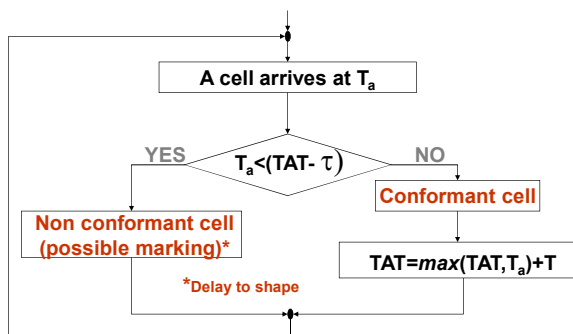 A cell arrives at Tₐ
YES
Tₐ<(TAT- τ)
NO
Conformant cell
Non conformant cell
(possible marking)*
TAT=max(TAT,Tₐ)+T
*Delay to shape